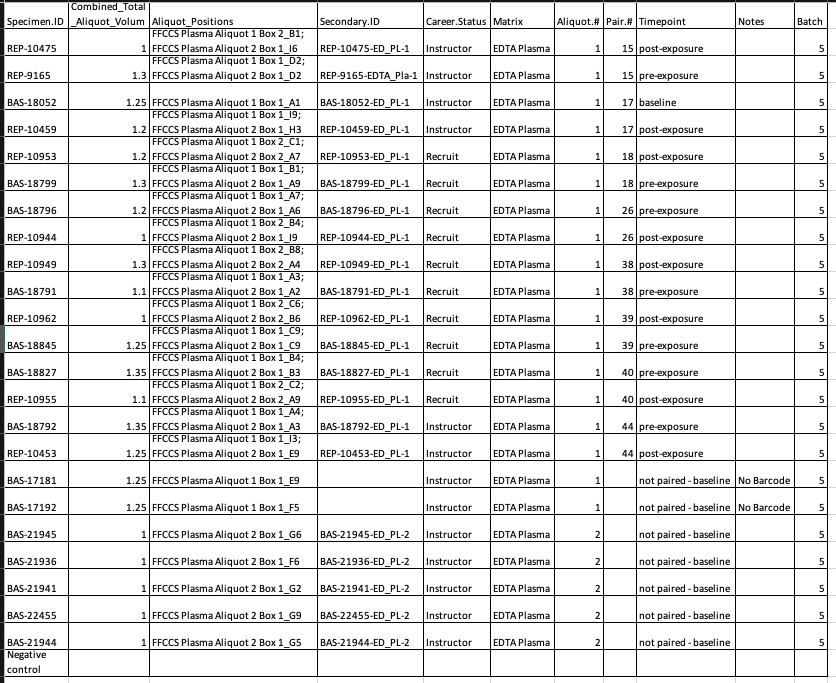 Specimen.ID Combined_Total_Aliquot_Volum Aliquot_Positions Secondary.ID Career.Status Matrix Aliquot.# Pair.# Timepoint Notes Batch
REP-10475 1 FFCCS Plasma Aliquot 1 Box 2_B1; FFCCS Plasma Aliquot 2 Box 1_I6 REP-10475-ED_PL-1 Instructor EDTA Plasma 1 15 post-exposure 5
REP-9165 1.3 FFCCS Plasma Aliquot 1 Box 1_D2; FFCCS Plasma Aliquot 2 Box 1_D2 REP-9165-EDTA_Pla-1 Instructor EDTA Plasma 1 15 pre-exposure 5
BAS-18052 1.25 FFCCS Plasma Aliquot 1 Box 1_A1 BAS-18052-ED_PL-1 Instructor EDTA Plasma 1 17 baseline 5
REP-10459 1.2 FFCCS Plasma Aliquot 1 Box 1_I9; FFCCS Plasma Aliquot 2 Box 1_H3 REP-10459-ED_PL-1 Instructor EDTA Plasma 1 17 post-exposure 5
REP-10953 1.2 FFCCS Plasma Aliquot 1 Box 2_C1; FFCCS Plasma Aliquot 2 Box 2_A7 REP-10953-ED_PL-1 Recruit EDTA Plasma 1 18 post-exposure 5
BAS-18799 1.3 FFCCS Plasma Aliquot 1 Box 1_B1; FFCCS Plasma Aliquot 2 Box 1_A9 BAS-18799-ED_PL-1 Recruit EDTA Plasma 1 18 pre-exposure 5
BAS-18796 1.2 FFCCS Plasma Aliquot 1 Box 1_A7; FFCCS Plasma Aliquot 2 Box 1_A6 BAS-18796-ED_PL-1 Recruit EDTA Plasma 1 26 pre-exposure 5
REP-10944 1 FFCCS Plasma Aliquot 1 Box 2_B4; FFCCS Plasma Aliquot 2 Box 1_I9 REP-10944-ED_PL-1 Recruit EDTA Plasma 1 26 post-exposure 5
REP-10949 1.3 FFCCS Plasma Aliquot 1 Box 2_B8; FFCCS Plasma Aliquot 2 Box 2_A4 REP-10949-ED_PL-1 Recruit EDTA Plasma 1 38 post-exposure 5
BAS-18791 1.1 FFCCS Plasma Aliquot 1 Box 1_A3; FFCCS Plasma Aliquot 2 Box 1_A2 BAS-18791-ED_PL-1 Recruit EDTA Plasma 1 38 pre-exposure 5
REP-10962 1 FFCCS Plasma Aliquot 1 Box 2_C6; FFCCS Plasma Aliquot 2 Box 2_B6 REP-10962-ED_PL-1 Recruit EDTA Plasma 1 39 post-exposure 5
BAS-18845 1.25 FFCCS Plasma Aliquot 1 Box 1_C9; FFCCS Plasma Aliquot 2 Box 1_C9 BAS-18845-ED_PL-1 Recruit EDTA Plasma 1 39 pre-exposure 5
BAS-18827 1.35 FFCCS Plasma Aliquot 1 Box 1_B4; FFCCS Plasma Aliquot 2 Box 1_B3 BAS-18827-ED_PL-1 Recruit EDTA Plasma 1 40 pre-exposure 5
REP-10955 1.1 FFCCS Plasma Aliquot 1 Box 2_C2; FFCCS Plasma Aliquot 2 Box 2_A9 REP-10955-ED_PL-1 Recruit EDTA Plasma 1 40 post-exposure 5
BAS-18792 1.35 FFCCS Plasma Aliquot 1 Box 1_A4; FFCCS Plasma Aliquot 2 Box 1_A3 BAS-18792-ED_PL-1 Instructor EDTA Plasma 1 44 pre-exposure 5
REP-10453 1.25 FFCCS Plasma Aliquot 1 Box 1_I3; FFCCS Plasma Aliquot 2 Box 1_E9 REP-10453-ED_PL-1 Instructor EDTA Plasma 1 44 post-exposure 5
BAS-17181 1.25 FFCCS Plasma Aliquot 1 Box 1_E9 Instructor EDTA Plasma 1 not paired - baseline No Barcode 5
BAS-17192 1.25 FFCCS Plasma Aliquot 1 Box 1_F5 Instructor EDTA Plasma 1 not paired - baseline No Barcode 5
BAS-21945 1 FFCCS Plasma Aliquot 2 Box 1_G6 BAS-21945-ED_PL-2 Instructor EDTA Plasma 2 not paired - baseline 5
BAS-21936 1 FFCCS Plasma Aliquot 2 Box 1_F6 BAS-21936-ED_PL-2 Instructor EDTA Plasma 2 not paired - baseline 5
BAS-21941 1 FFCCS Plasma Aliquot 2 Box 1_G2 BAS-21941-ED_PL-2 Instructor EDTA Plasma 2 not paired - baseline 5
BAS-22455 1 FFCCS Plasma Aliquot 2 Box 1_G9 BAS-22455-ED_PL-2 Instructor EDTA Plasma 2 not paired - baseline 5
BAS-21944 1 FFCCS Plasma Aliquot 2 Box 1_G5 BAS-21944-ED_PL-2 Instructor EDTA Plasma 2 not paired - baseline 5
Negative
control